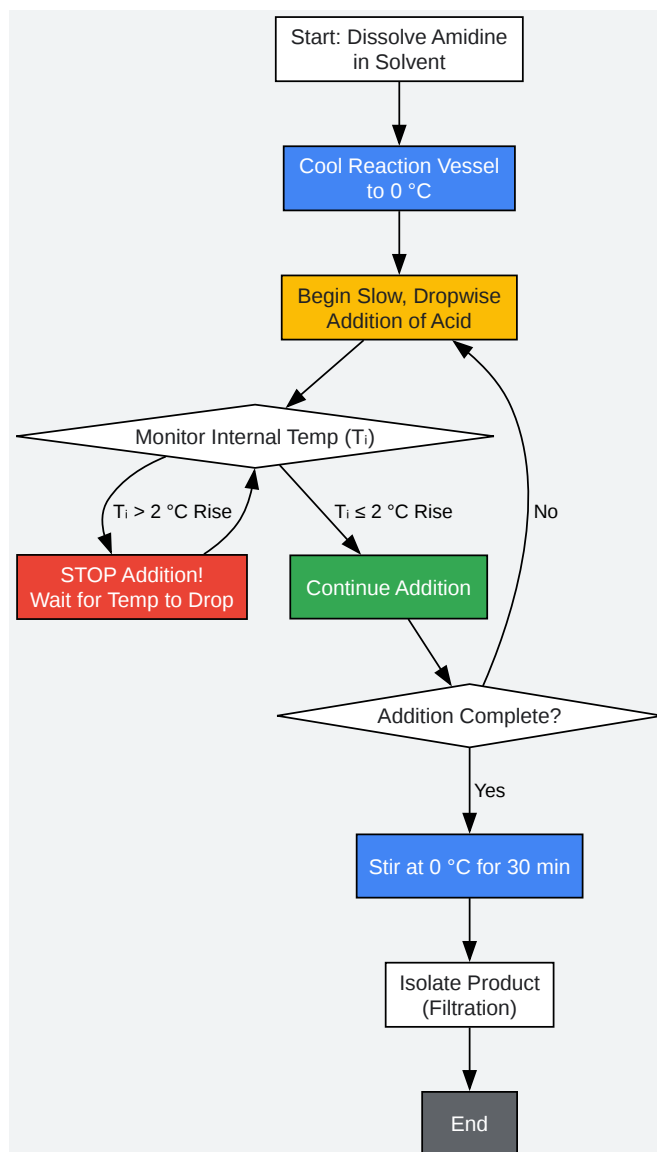 Start: Dissolve Amidine
in Solvent
Cool Reaction Vessel
to 0 °C
Begin Slow, Dropwise
Addition of Acid
Monitor Internal Temp (Tᵢ)
Tᵢ > 2 °C Rise
Tᵢ ≤ 2 °C Rise
No
STOP Addition!
Wait for Temp to Drop
Continue Addition
Addition Complete?
Yes
Stir at 0 °C for 30 min
Isolate Product
(Filtration)
End